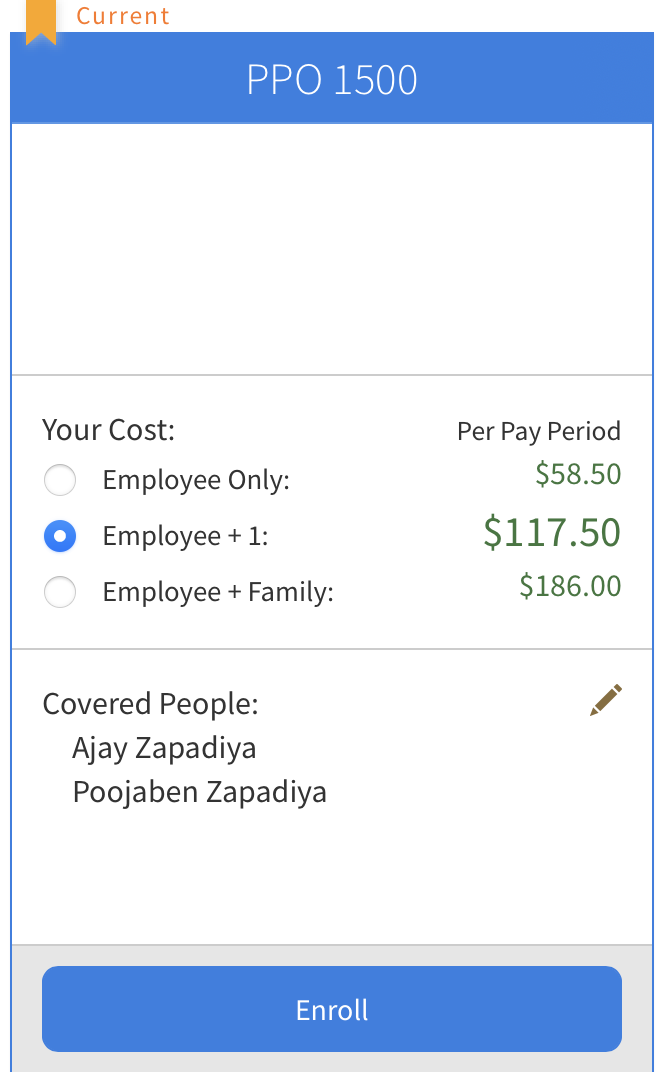 Current
PPO 1500
Your Cost: Per Pay Period
Employee Only: $58.50
Employee + 1: $117.50
Employee + Family: $186.00
Covered People:
Ajay Zapadiya
Poojaben Zapadiya
Enroll